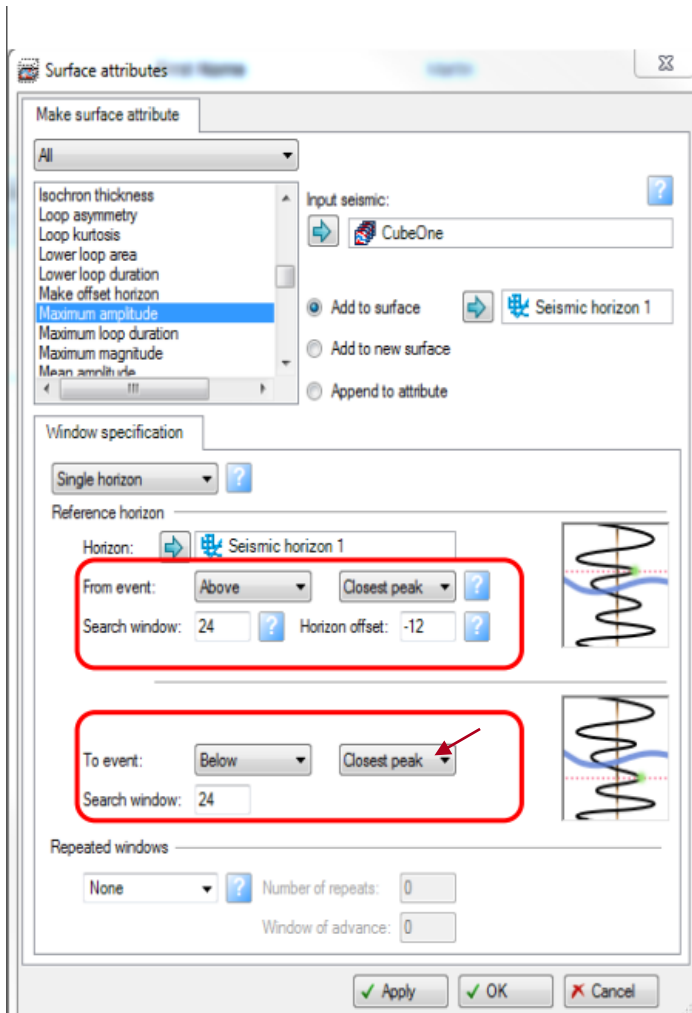 Surface attributes
Make surface attribute
All
Isochron thickness
Loop asymmetry
Loop kurtosis
Lower loop area
Lower loop duration
Make offset horizon
Maximum amplitude
Maximum loop duration
Maximum magnitude
Mean amplitude
Input seismic:
?
CubeOne
Add to surface
Seismic horizon 1
Add to new surface
Append to attribute
Window specification
Single horizon ?
Reference horizon
Horizon: Seismic horizon 1
From event: Above Closest peak ?
Search window: 24 ? Horizon offset: -12 ?
To event: Below Closest peak
Search window: 24
Repeated windows
None ? Number of repeats: 0
Window of advance: 0
Apply OK Cancel